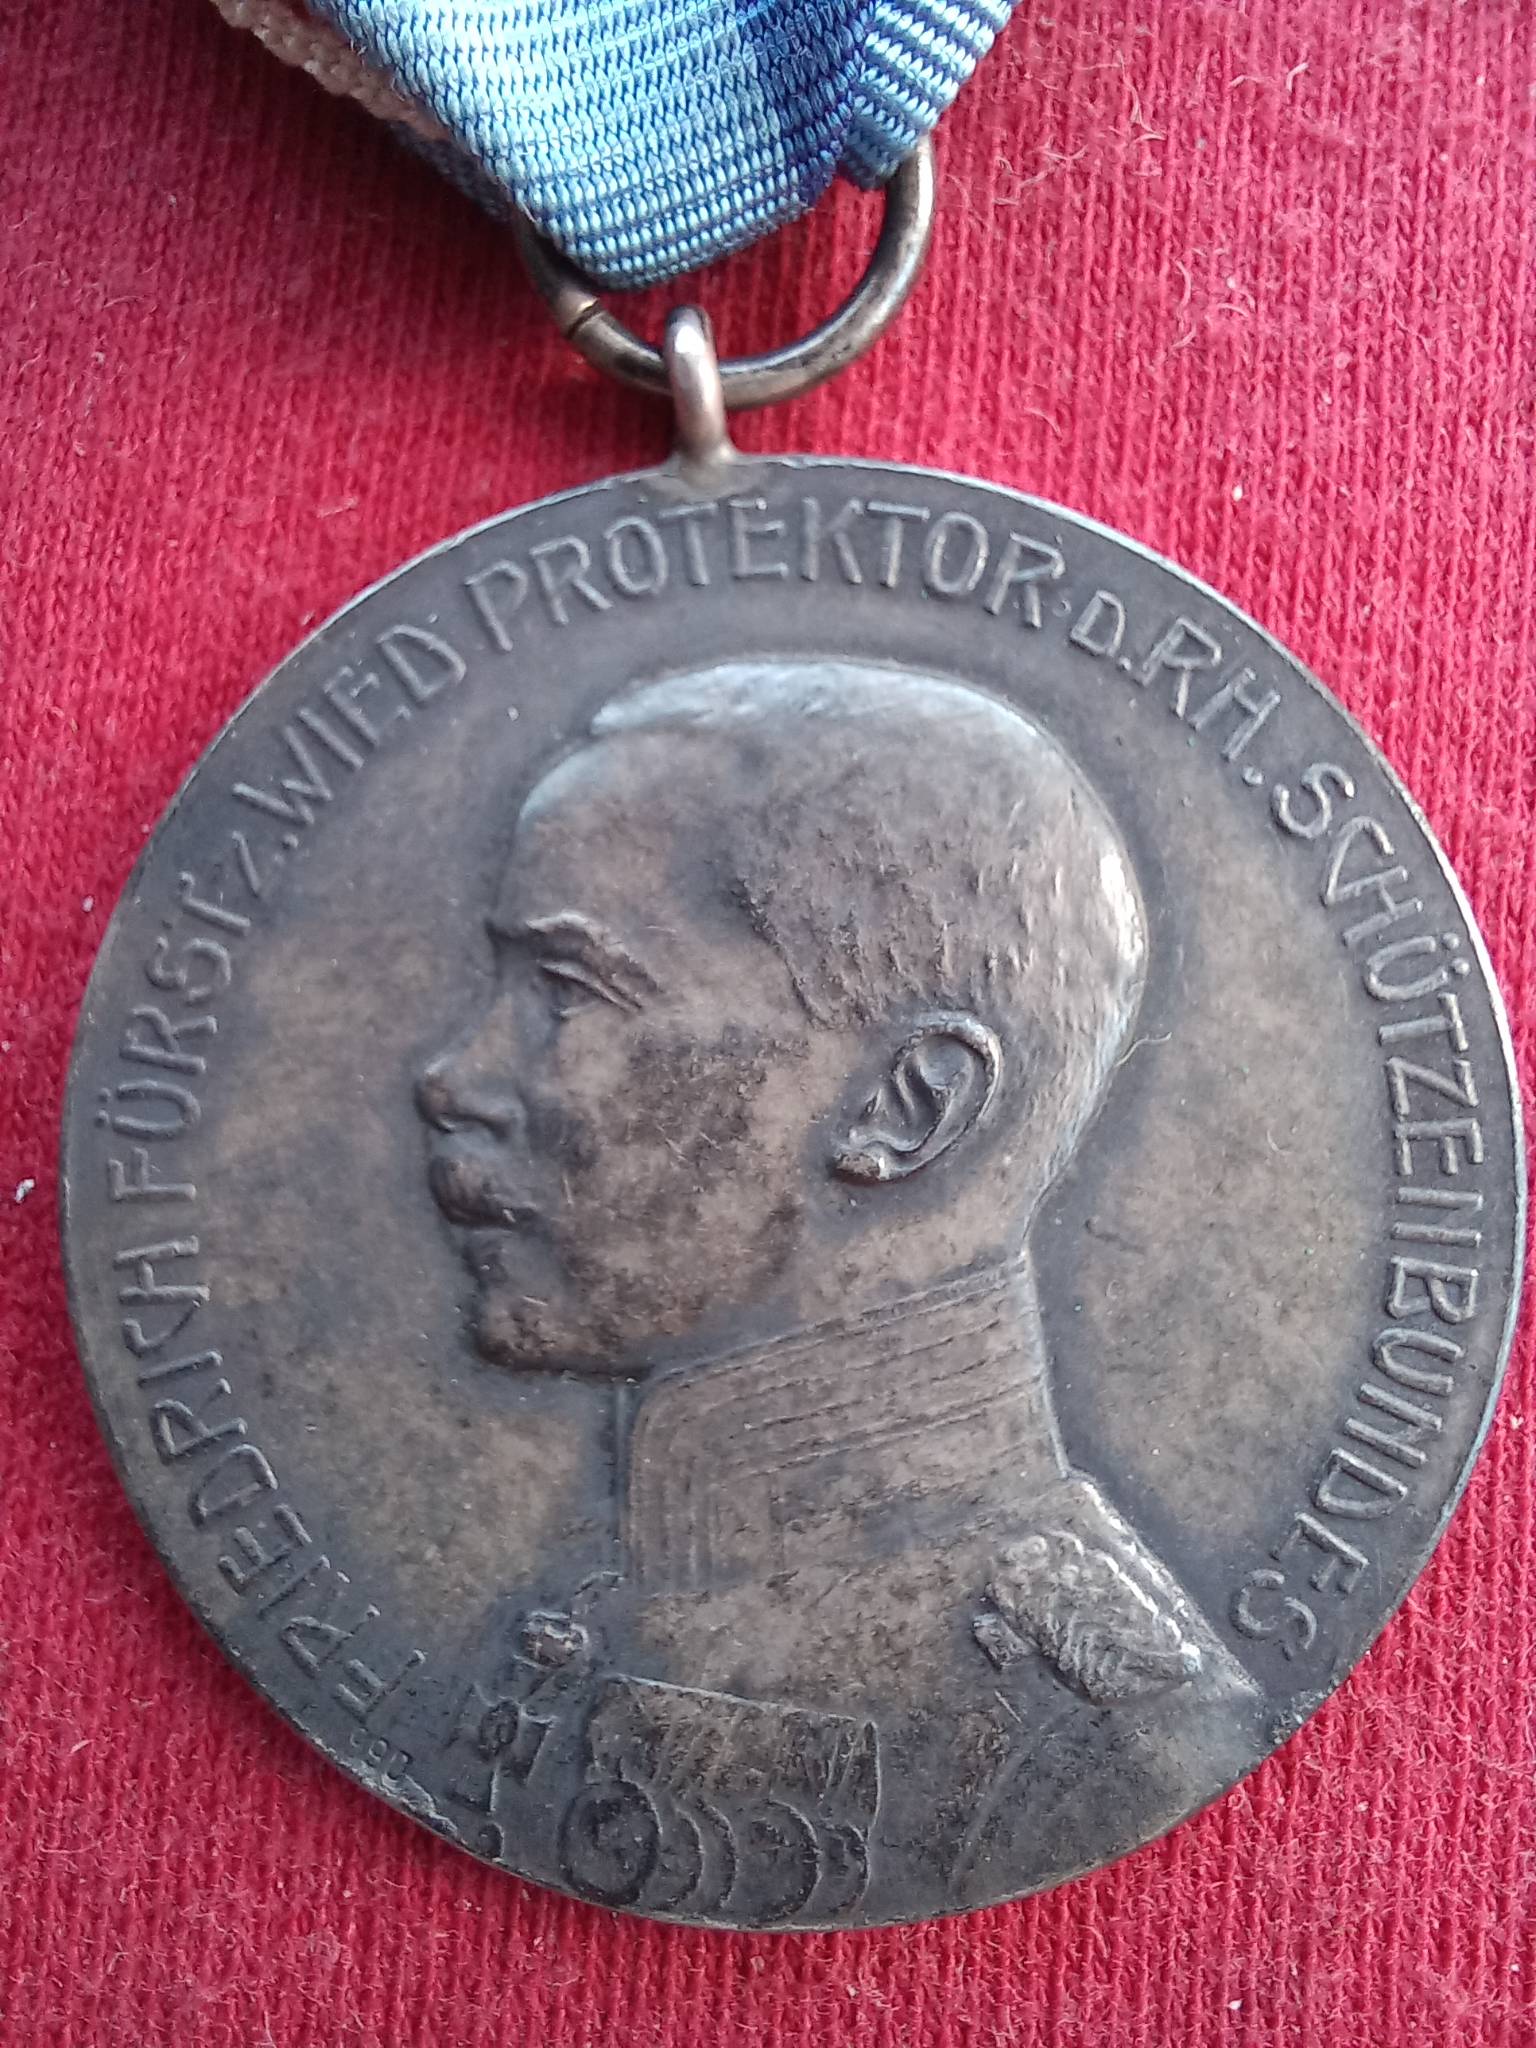 FRIEDRICH FÜRST z. WIED PROTEKTOR D. RH. SCHÜTZENBUNDES